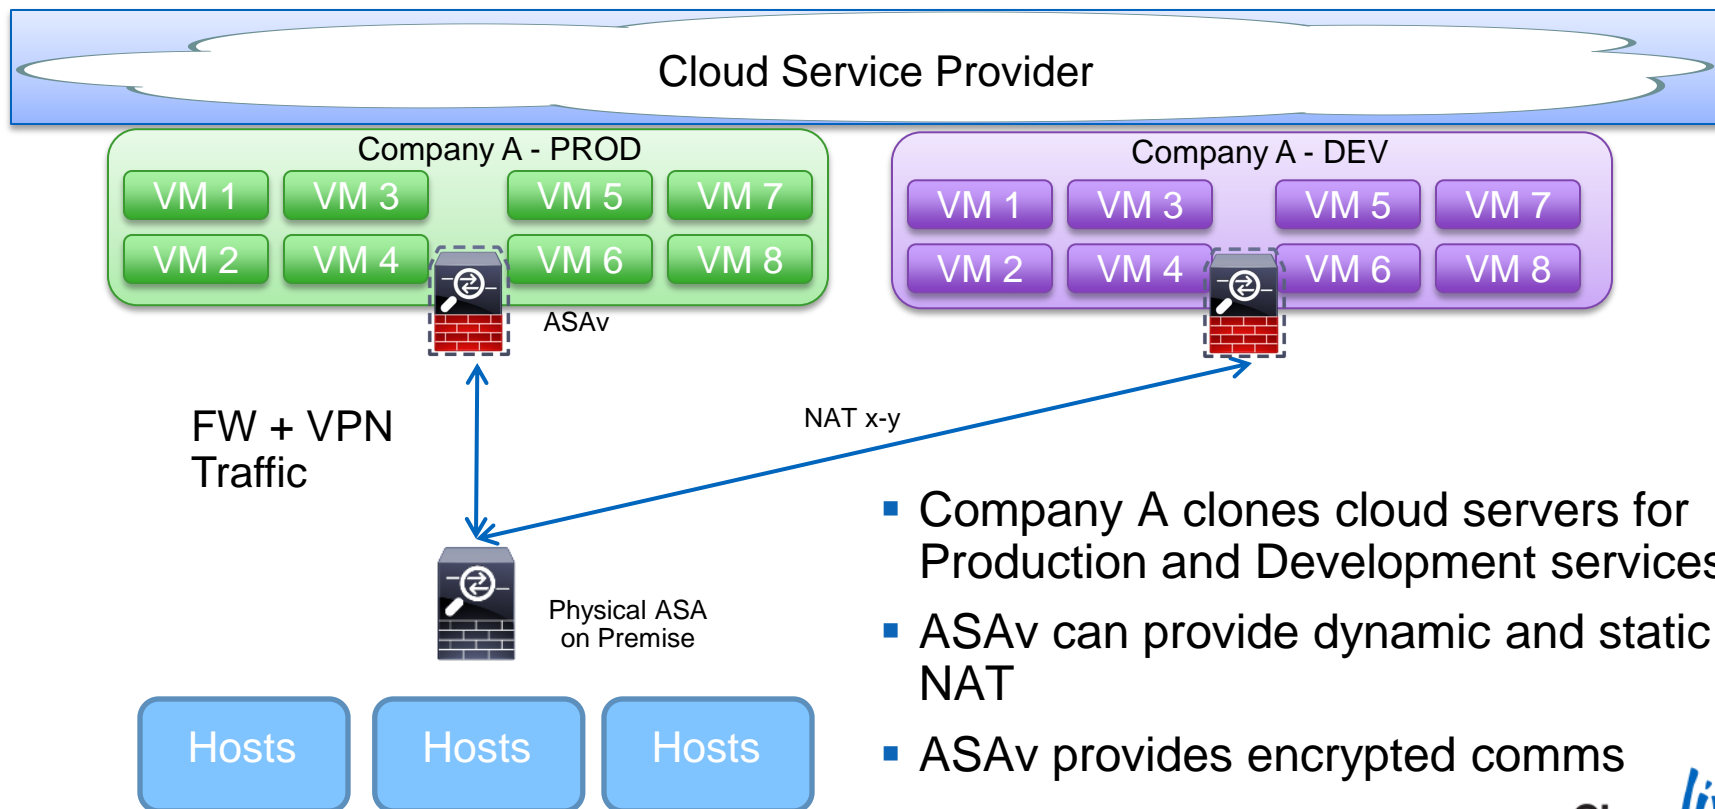 Cloud Service Provider
Company A - PROD
VM 1 VM 3 VM 5 VM 7
VM 2 VM 4 VM 6 VM 8
ASAv
Company A - DEV
VM 1 VM 3 VM 5 VM 7
VM 2 VM 4 VM 6 VM 8
FW + VPN
Traffic
NAT x-y
Physical ASA
on Premise
Hosts Hosts Hosts
▪ Company A clones cloud servers for
Production and Development services
▪ ASAv can provide dynamic and static
NAT
▪ ASAv provides encrypted comms